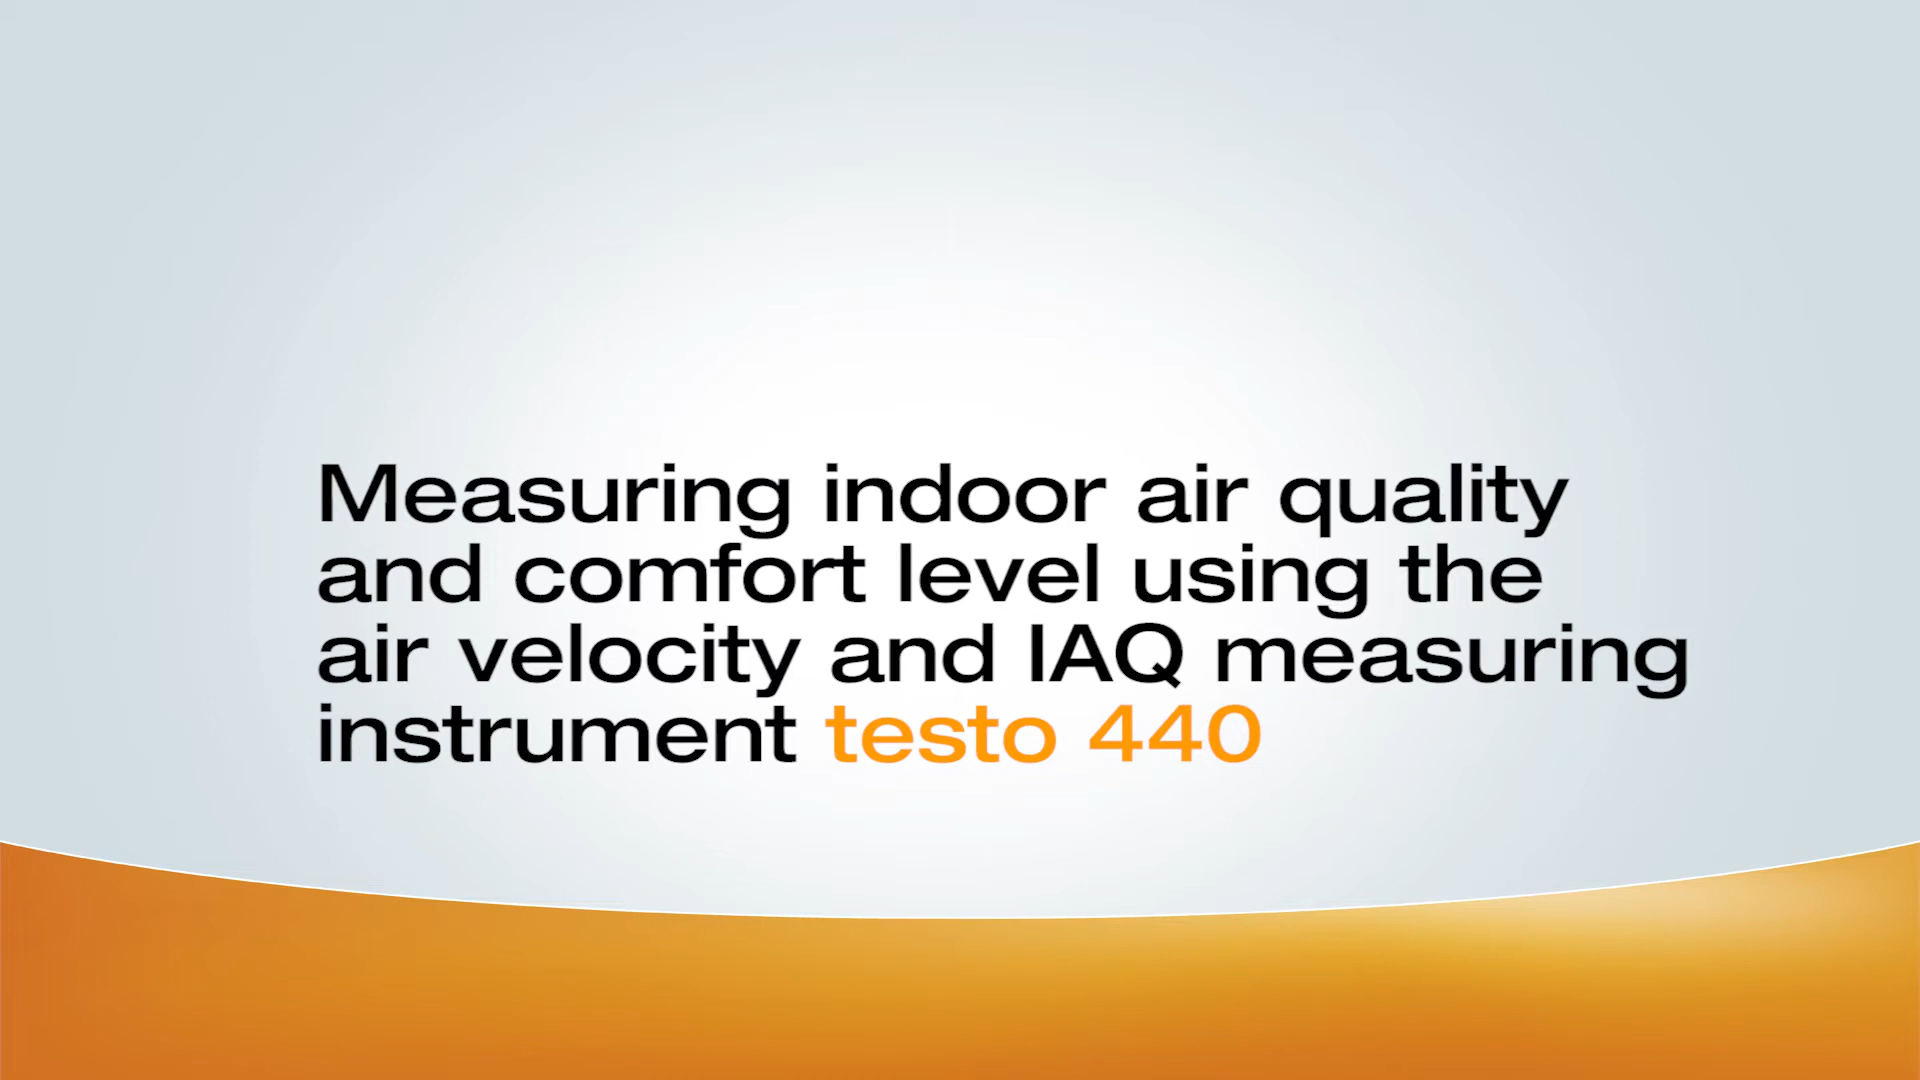 Measuring indoor air quality
and comfort level using the
air velocity and IAQ measuring
instrument testo 440